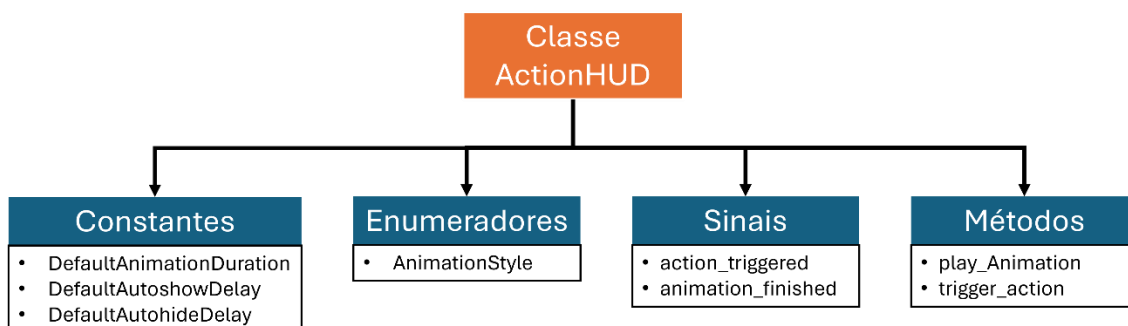 Classe
ActionHUD
Constantes
• DefaultAnimationDuration
• DefaultAutoshowDelay
• DefaultAutohideDelay
Enumeradores
• AnimationStyle
Sinais
• action_triggered
• animation_finished
Métodos
• play_Animation
• trigger_action